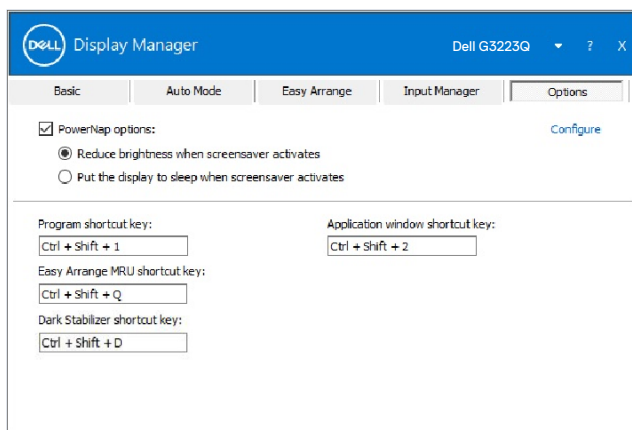 DELL Display Manager Dell G3223Q ? X
Basic Auto Mode Easy Arrange Input Manager Options
PowerNap options: Configure
Reduce brightness when screensaver activates
Put the display to sleep when screensaver activates
Program shortcut key: Application window shortcut key:
Ctrl + Shift + 1 Ctrl + Shift + 2
Easy Arrange MRU shortcut key:
Ctrl + Shift + Q
Dark Stabilizer shortcut key:
Ctrl + Shift + D